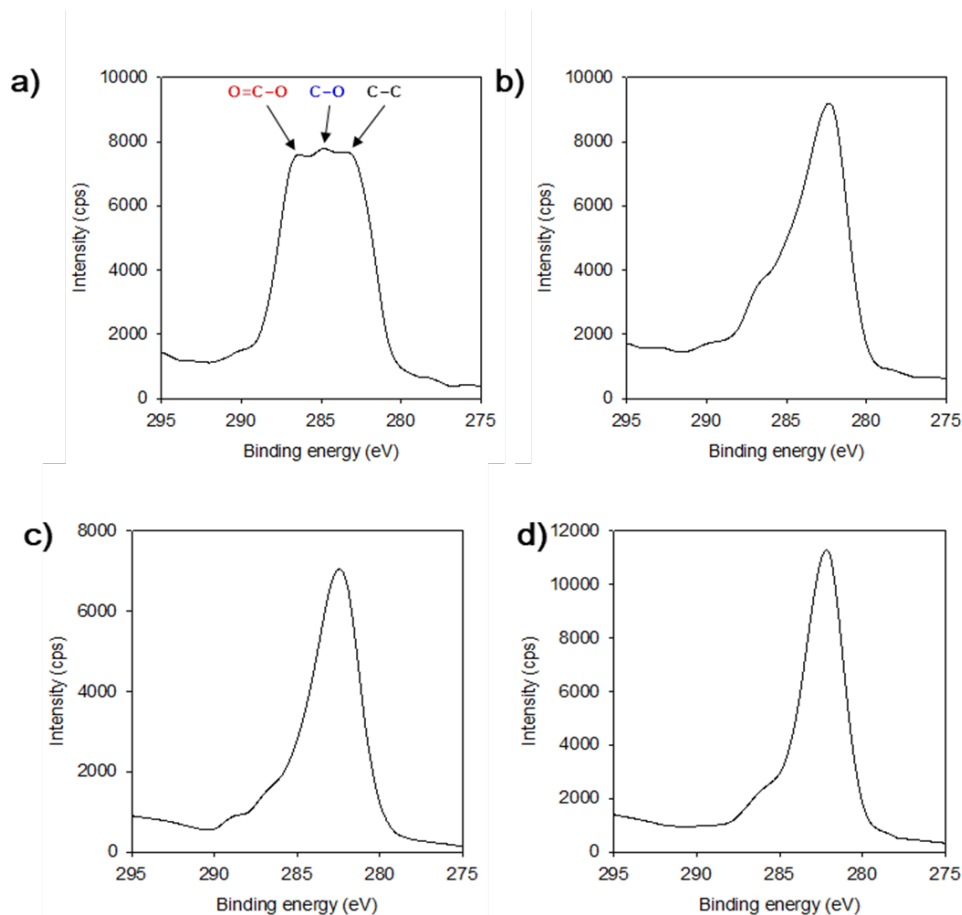 a)
10000
8000
6000
4000
2000
0
O=C–O C–O C–C
Intensity (cps)
295 290 285 280 275
Binding energy (eV)
b)
10000
8000
6000
4000
2000
0
Intensity (cps)
295 290 285 280 275
Binding energy (eV)
c)
8000
6000
4000
2000
0
Intensity (cps)
295 290 285 280 275
Binding energy (eV)
d)
12000
10000
8000
6000
4000
2000
0
Intensity (cps)
295 290 285 280 275
Binding energy (eV)